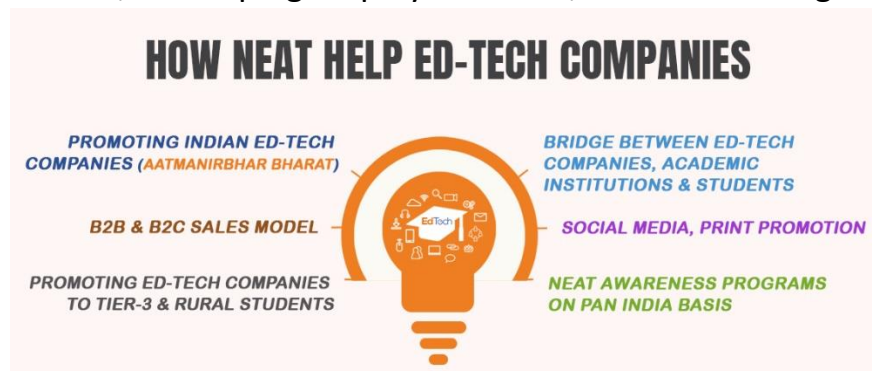 HOW NEAT HELP ED-TECH COMPANIES
PROMOTING INDIAN ED-TECH
COMPANIES (AATMANIRBHAR BHARAT)
B2B & B2C SALES MODEL
PROMOTING ED-TECH COMPANIES
TO TIER-3 & RURAL STUDENTS
EdTech
BRIDGE BETWEEN ED-TECH
COMPANIES, ACADEMIC
INSTITUTIONS & STUDENTS
SOCIAL MEDIA, PRINT PROMOTION
NEAT AWARENESS PROGRAMS
ON PAN INDIA BASIS